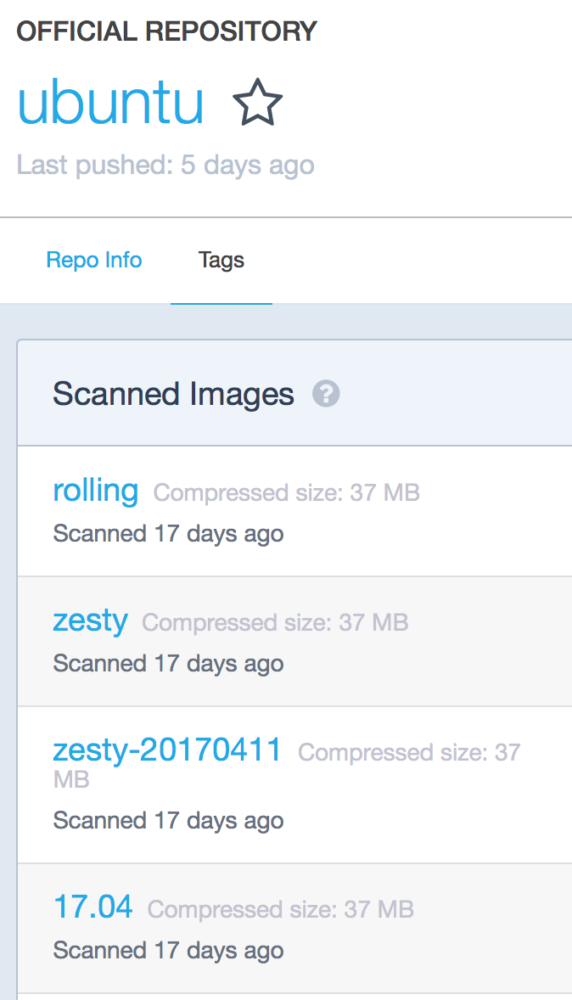 OFFICIAL REPOSITORY
ubuntu
Last pushed: 5 days ago
Repo Info Tags
Scanned Images ?
rolling Compressed size: 37 MB
Scanned 17 days ago
zesty Compressed size: 37 MB
Scanned 17 days ago
zesty-20170411 Compressed size: 37
MB
Scanned 17 days ago
17.04 Compressed size: 37 MB
Scanned 17 days ago